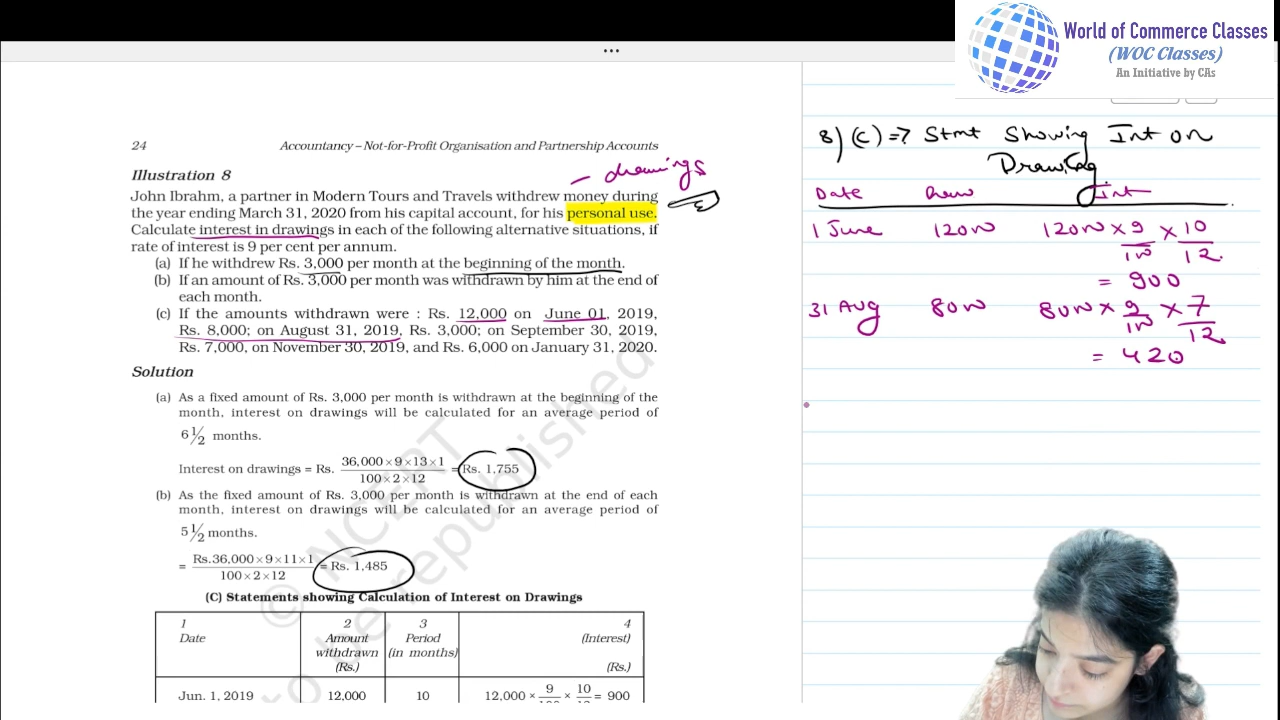 •••
World of Commerce Classes
(WOC Classes)
An Initiative by CAs
24 Accountancy – Not-for-Profit Organisation and Partnership Accounts
– drawings
Illustration 8
John Ibrahm, a partner in Modern Tours and Travels withdrew money during
the year ending March 31, 2020 from his capital account, for his personal use.
Calculate interest in drawings in each of the following alternative situations, if
rate of interest is 9 per cent per annum.
(a) If he withdrew Rs. 3,000 per month at the beginning of the month.
(b) If an amount of Rs. 3,000 per month was withdrawn by him at the end of
each month.
(c) If the amounts withdrawn were : Rs. 12,000 on June 01, 2019,
Rs. 8,000; on August 31, 2019, Rs. 3,000; on September 30, 2019,
Rs. 7,000, on November 30, 2019, and Rs. 6,000 on January 31, 2020.
Solution
(a) As a fixed amount of Rs. 3,000 per month is withdrawn at the beginning of the
month, interest on drawings will be calculated for an average period of
6 1/2 months.
Interest on drawings = Rs. 36,000 × 9 × 13 × 1 / 100 × 2 × 12 = Rs. 1,755
(b) As the fixed amount of Rs. 3,000 per month is withdrawn at the end of each
month, interest on drawings will be calculated for an average period of
5 1/2 months.
= Rs.36,000 × 9 × 11 × 1 / 100 × 2 × 12 = Rs. 1,485
(C) Statements showing Calculation of Interest on Drawings
1 2 3 4
Date Amount Period (Interest)
withdrawn (in months)
(Rs.) (Rs.)
Jun. 1, 2019 12,000 10 12,000 × 9/100 × 10/12 = 900
© NCERT
to be republished
8) (C) => Stmt Showing Int on
Drawing
Date Draw Int
1 June 12000 12000 × 9/100 × 10/12
= 900
31 Aug 8000 8000 × 9/100 × 7/12
= 420